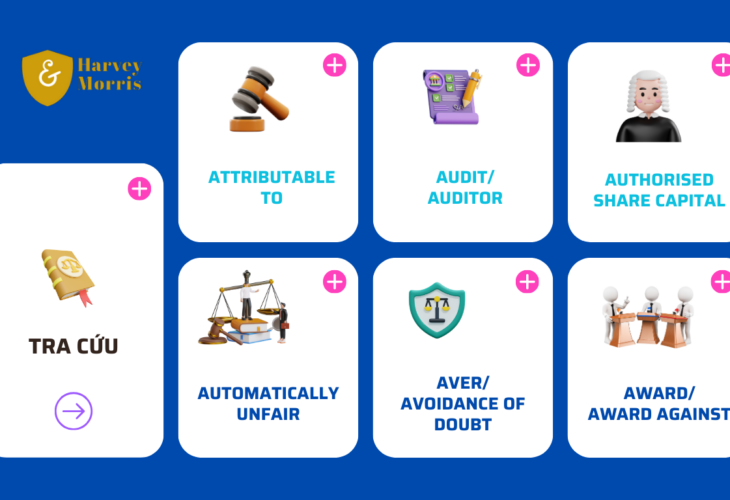 &
Harvey
Morris
ATTRIBUTABLE
TO
AUDIT/
AUDITOR
AUTHORISED
SHARE CAPITAL
TRA CỨU
AUTOMATICALLY
UNFAIR
AVER/
AVOIDANCE OF
DOUBT
AWARD/
AWARD AGAINST